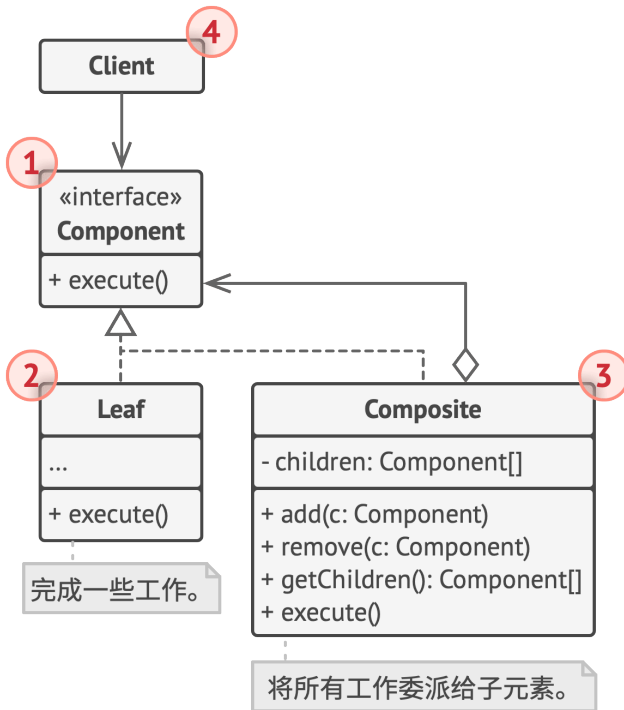 4
Client
1
«interface»
Component
+ execute()
2
Leaf
...
+ execute()
完成一些工作。
3
Composite
- children: Component[]
+ add(c: Component)
+ remove(c: Component)
+ getChildren(): Component[]
+ execute()
将所有工作委派给子元素。